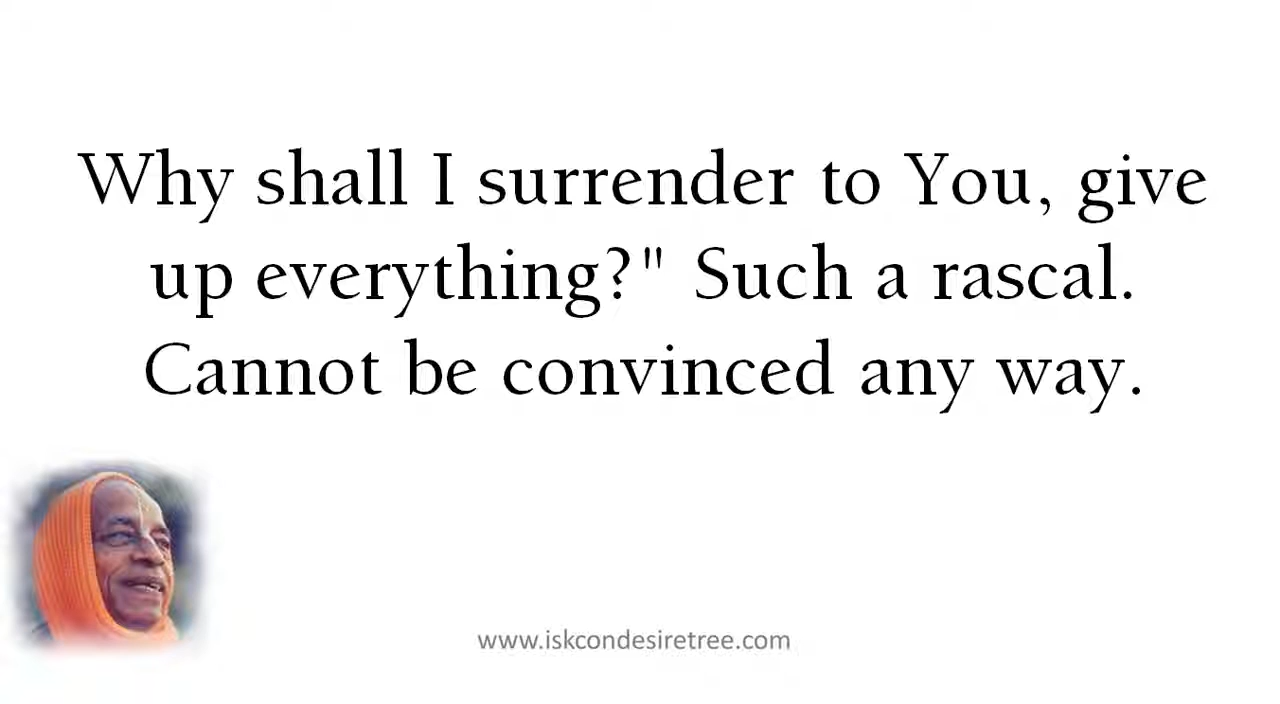 Why shall I surrender to You, give
up everything?" Such a rascal.
Cannot be convinced any way.
www.iskcondesiretree.com